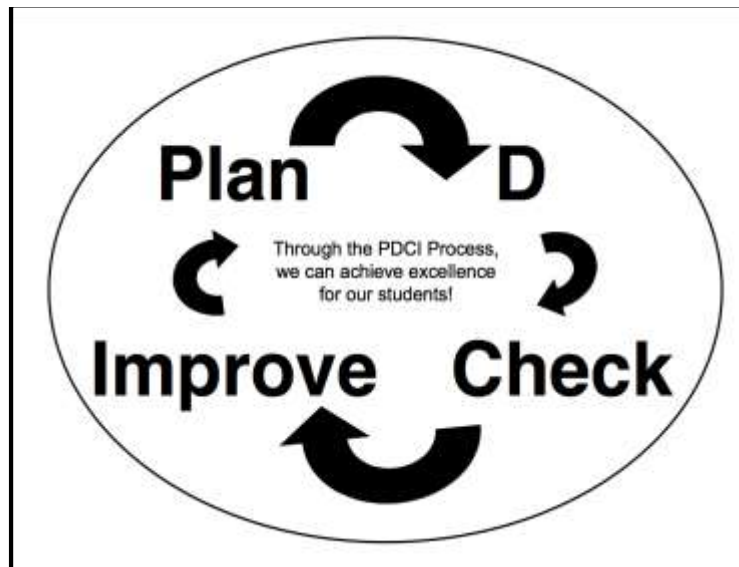 Plan D
Through the PDCI Process,
we can achieve excellence
for our students!
Improve Check